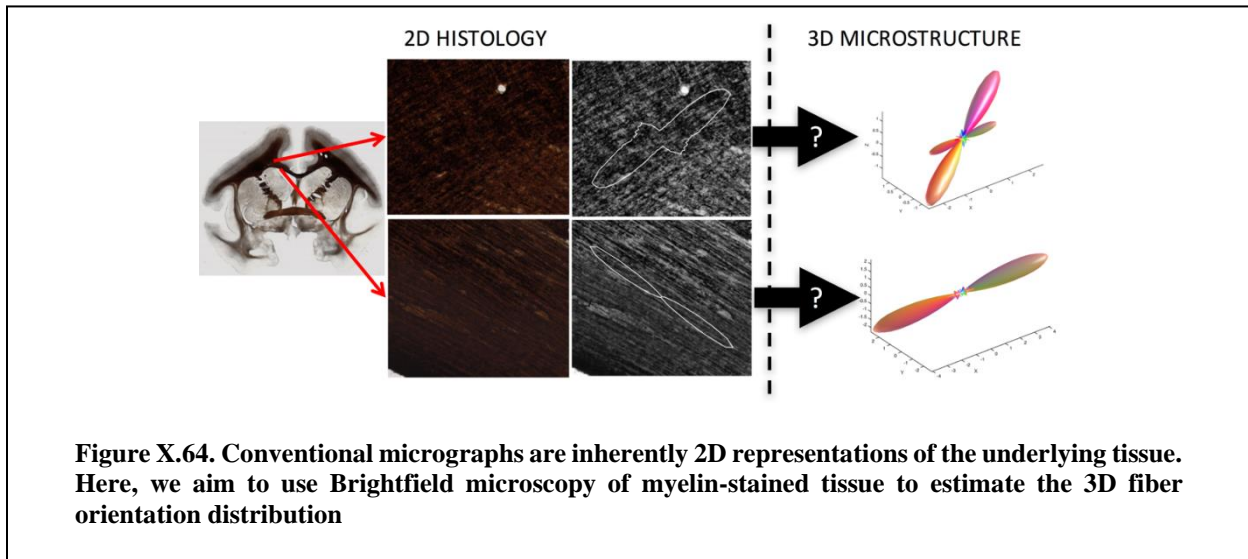 2D HISTOLOGY
3D MICROSTRUCTURE
?
?
Figure X.64. Conventional micrographs are inherently 2D representations of the underlying tissue.
Here, we aim to use Brightfield microscopy of myelin-stained tissue to estimate the 3D fiber
orientation distribution